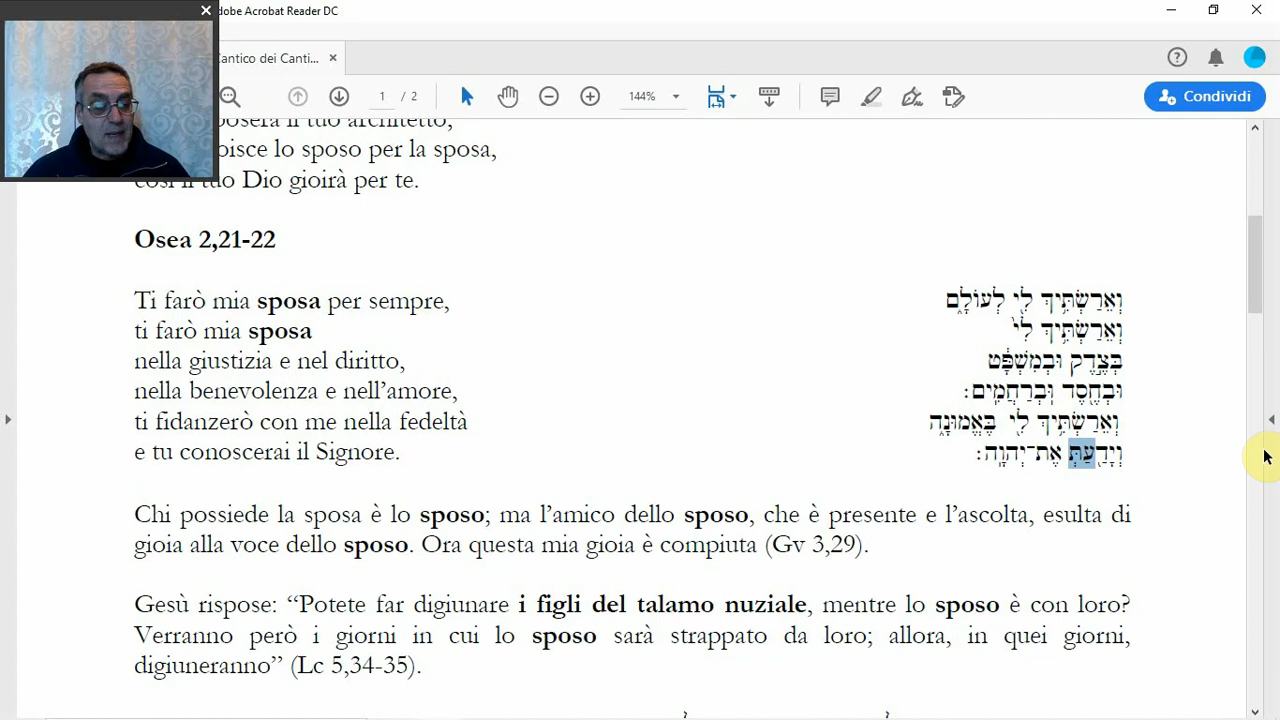 dobe Acrobat Reader DC
Cantico dei Canti...
1 / 2
144%
Condividi
il tuo architetto,
lo sposo per la sposa,
così il tuo Dio gioirà per te.
Osea 2,21-22
Ti farò mia sposa per sempre,
ti farò mia sposa
nella giustizia e nel diritto,
nella benevolenza e nell’amore,
ti fidanzerò con me nella fedeltà
e tu conoscerai il Signore.
וְאֵרַשְׂתִּ֥יךְ לִ֖י לְעוֹלָ֑ם
וְאֵרַשְׂתִּ֥יךְ לִי֙
בְּצֶ֣דֶק וּבְמִשְׁפָּ֔ט
וּבְחֶ֖סֶד וּֽבְרַחֲמִֽים׃
וְאֵרַשְׂתִּ֥יךְ לִ֖י בֶּאֱמוּנָ֑ה
וְיָדַ֖עַתְּ אֶת־יְהוָֽה׃
Chi possiede la sposa è lo sposo; ma l’amico dello sposo, che è presente e l’ascolta, esulta di
gioia alla voce dello sposo. Ora questa mia gioia è compiuta (Gv 3,29).
Gesù rispose: “Potete far digiunare i figli del talamo nuziale, mentre lo sposo è con loro?
Verranno però i giorni in cui lo sposo sarà strappato da loro; allora, in quei giorni,
digiuneranno” (Lc 5,34-35).